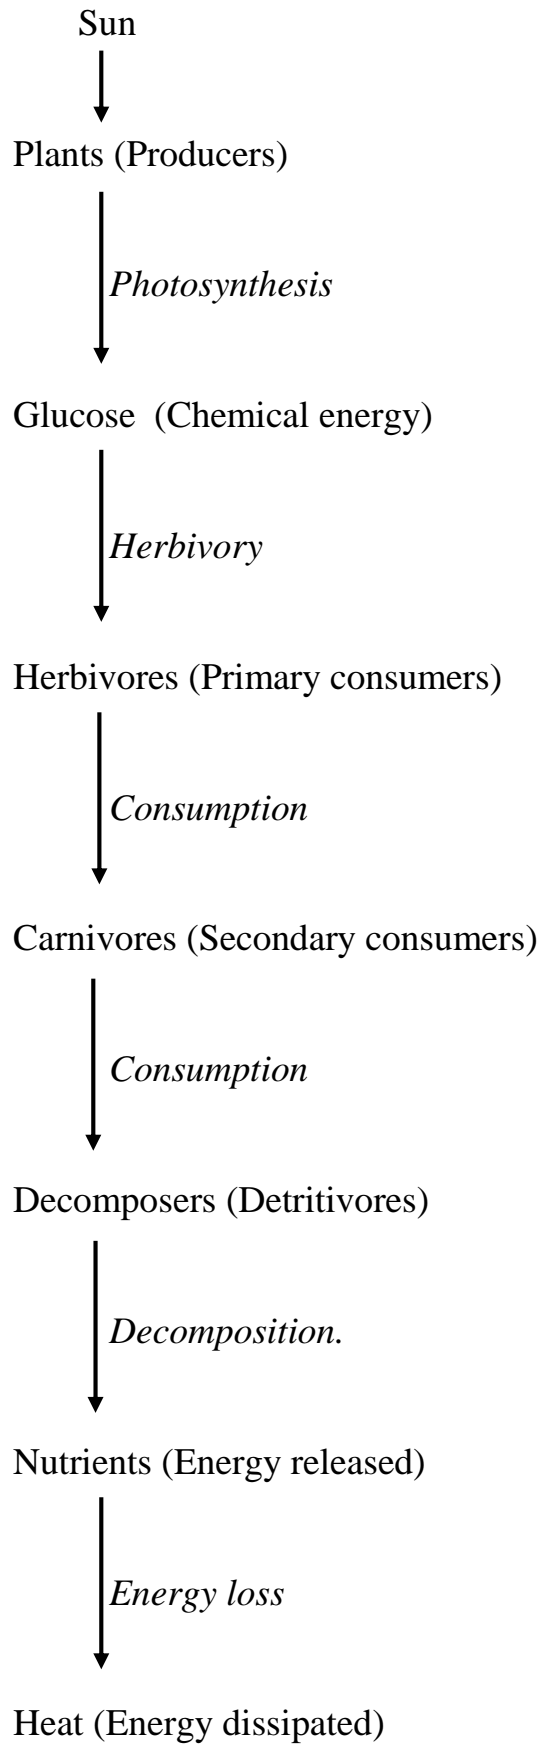 Sun
Plants (Producers)
Photosynthesis
Glucose  (Chemical energy)
Herbivory
Herbivores (Primary consumers)
Consumption
Carnivores (Secondary consumers)
Consumption
Decomposers (Detritivores)
Decomposition.
Nutrients (Energy released)
Energy loss
Heat (Energy dissipated)